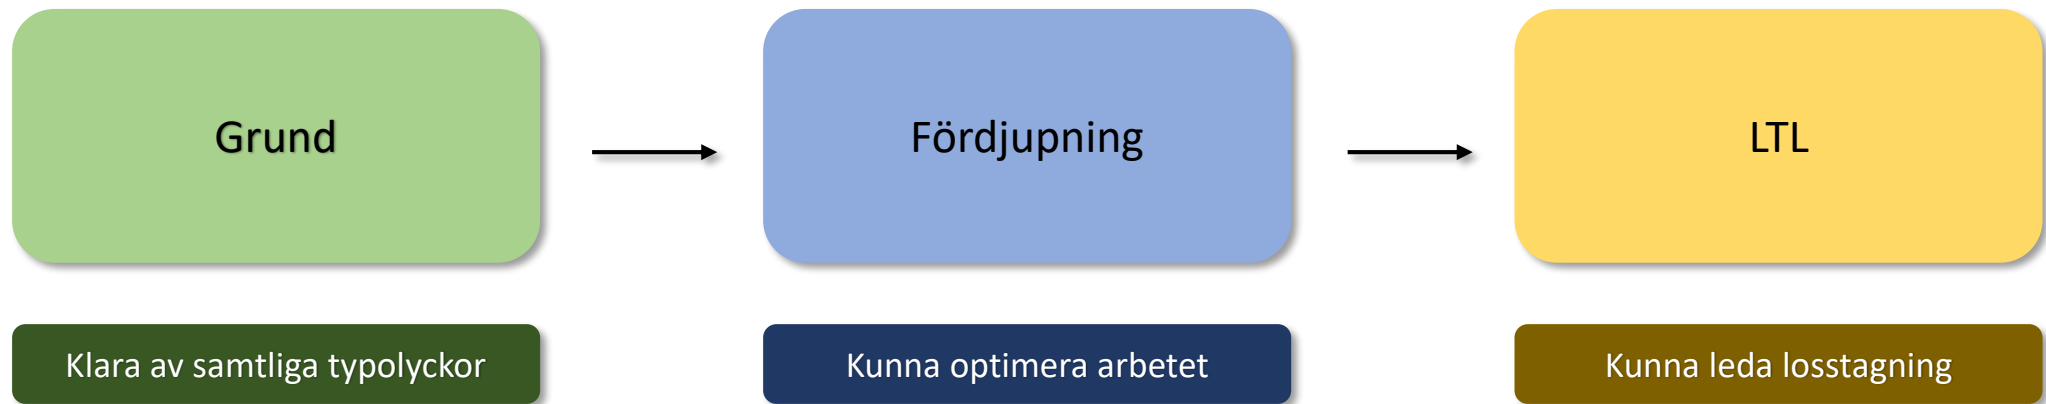 Grund
Fördjupning
LTL
Klara av samtliga typolyckor
Kunna optimera arbetet
Kunna leda losstagning